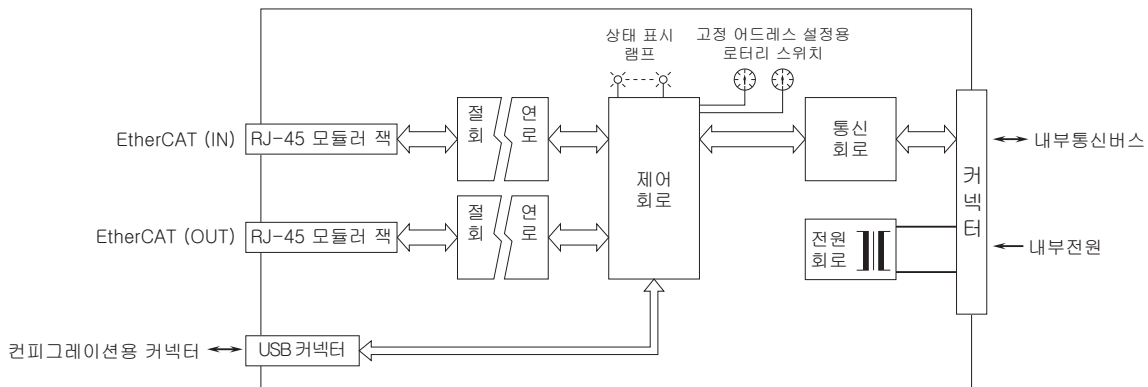 상태 표시
램프
고정 어드레스 설정용
로터리 스위치
EtherCAT (IN)
RJ-45 모듈러 잭
절 연
회 로
제어
회로
통신
회로
커넥터
내부통신버스
EtherCAT (OUT)
RJ-45 모듈러 잭
절 연
회 로
전원
회로
내부전원
컨피그레이션용 커넥터
USB 커넥터